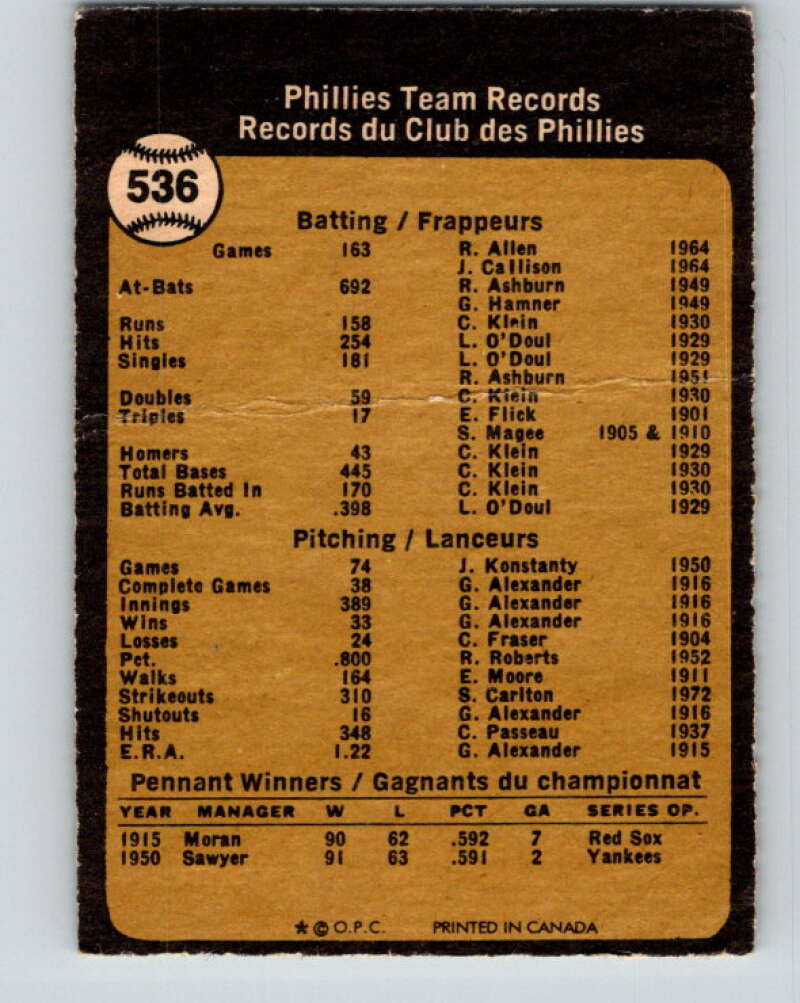 Phillies Team Records
Records du Club des Phillies
536
Batting / Frappeurs
Games 163 R. Allen 1964
J. Callison 1964
At-Bats 692 R. Ashburn 1949
G. Hamner 1949
Runs 158 C. Klein 1930
Hits 254 L. O'Doul 1929
Singles 181 L. O'Doul 1929
R. Ashburn 1951
Doubles 59 C. Klein 1930
Triples 17 E. Flick 1901
S. Magee 1905 & 1910
Homers 43 C. Klein 1929
Total Bases 445 C. Klein 1930
Runs Batted In 170 C. Klein 1930
Batting Avg. .398 L. O'Doul 1929
Pitching / Lanceurs
Games 74 J. Konstanty 1950
Complete Games 38 G. Alexander 1916
Innings 389 G. Alexander 1916
Wins 33 G. Alexander 1916
Losses 24 C. Fraser 1904
Pct. .800 R. Roberts 1952
Walks 164 E. Moore 1911
Strikeouts 310 S. Carlton 1972
Shutouts 16 G. Alexander 1916
Hits 348 C. Passeau 1937
E.R.A. 1.22 G. Alexander 1915
Pennant Winners / Gagnants du championnat
YEAR MANAGER W L PCT GA SERIES OP.
1915 Moran 90 62 .592 7 Red Sox
1950 Sawyer 91 63 .591 2 Yankees
★ © O.P.C. PRINTED IN CANADA